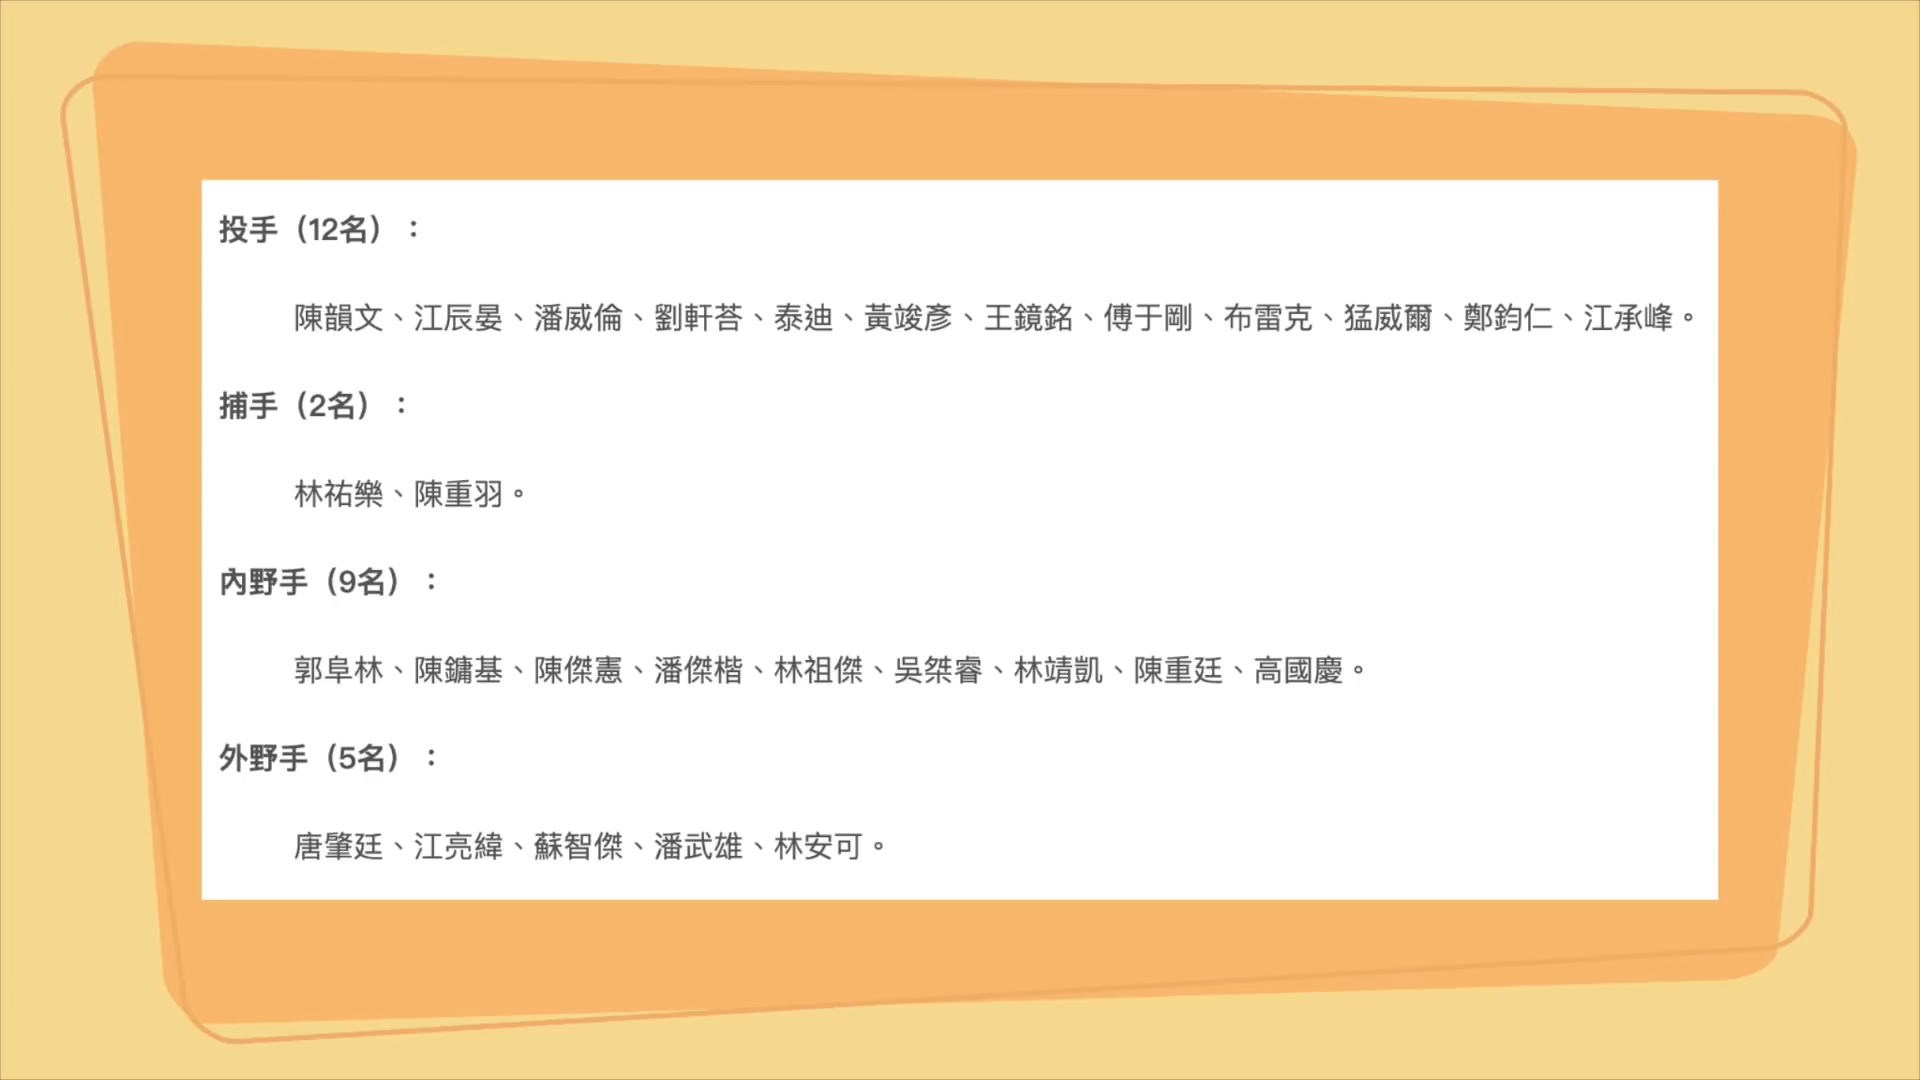 投手（12名）：
陳韻文、江辰晏、潘威倫、劉軒荅、泰迪、黃竣彥、王鏡銘、傅于剛、布雷克、猛威爾、鄭鈞仁、江承峰。
捕手（2名）：
林祐樂、陳重羽。
內野手（9名）：
郭阜林、陳鏞基、陳傑憲、潘傑楷、林祖傑、吳桀睿、林靖凱、陳重廷、高國慶。
外野手（5名）：
唐肇廷、江亮緯、蘇智傑、潘武雄、林安可。